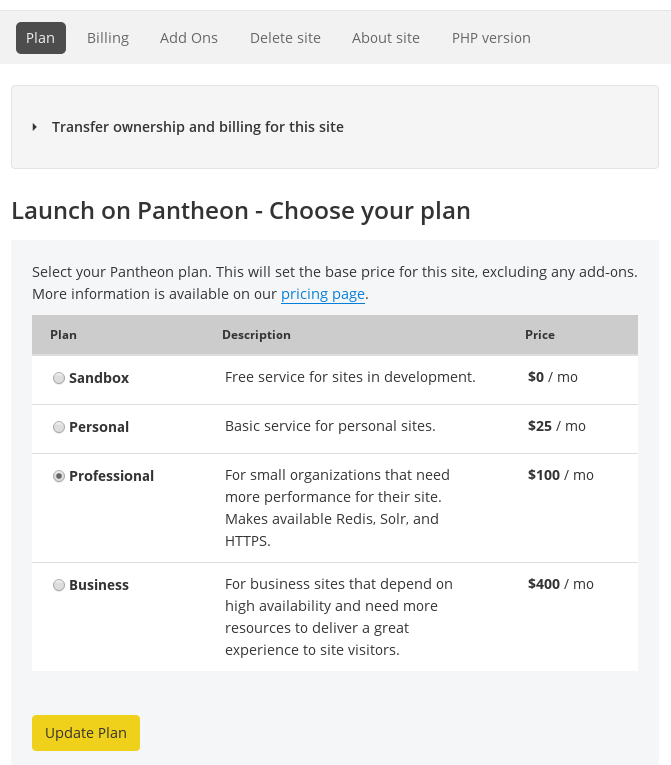 Plan Billing Add Ons Delete site About site PHP version
Transfer ownership and billing for this site
Launch on Pantheon - Choose your plan
Select your Pantheon plan. This will set the base price for this site, excluding any add-ons.
More information is available on our pricing page.
Plan Description Price
Sandbox Free service for sites in development. $0 / mo
Personal Basic service for personal sites. $25 / mo
Professional For small organizations that need $100 / mo
more performance for their site.
Makes available Redis, Solr, and
HTTPS.
Business For business sites that depend on $400 / mo
high availability and need more
resources to deliver a great
experience to site visitors.
Update Plan